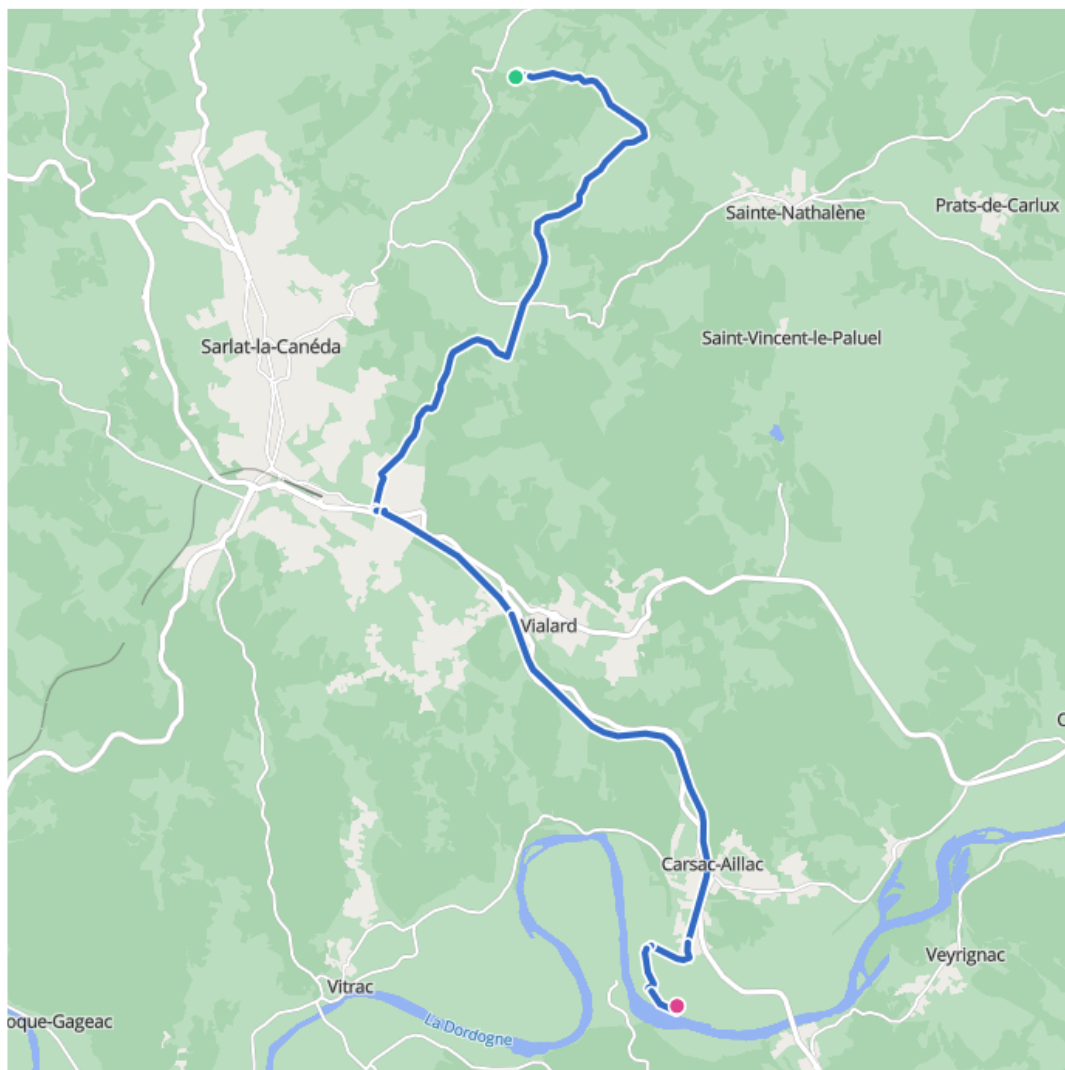 Sainte-Nathalène
Prats-de-Carlux
Saint-Vincent-le-Paluel
Sarlat-la-Canéda
Vialard
Carsac-Aillac
Veyrignac
Vitrac
oque-Gageac
La Dordogne
C